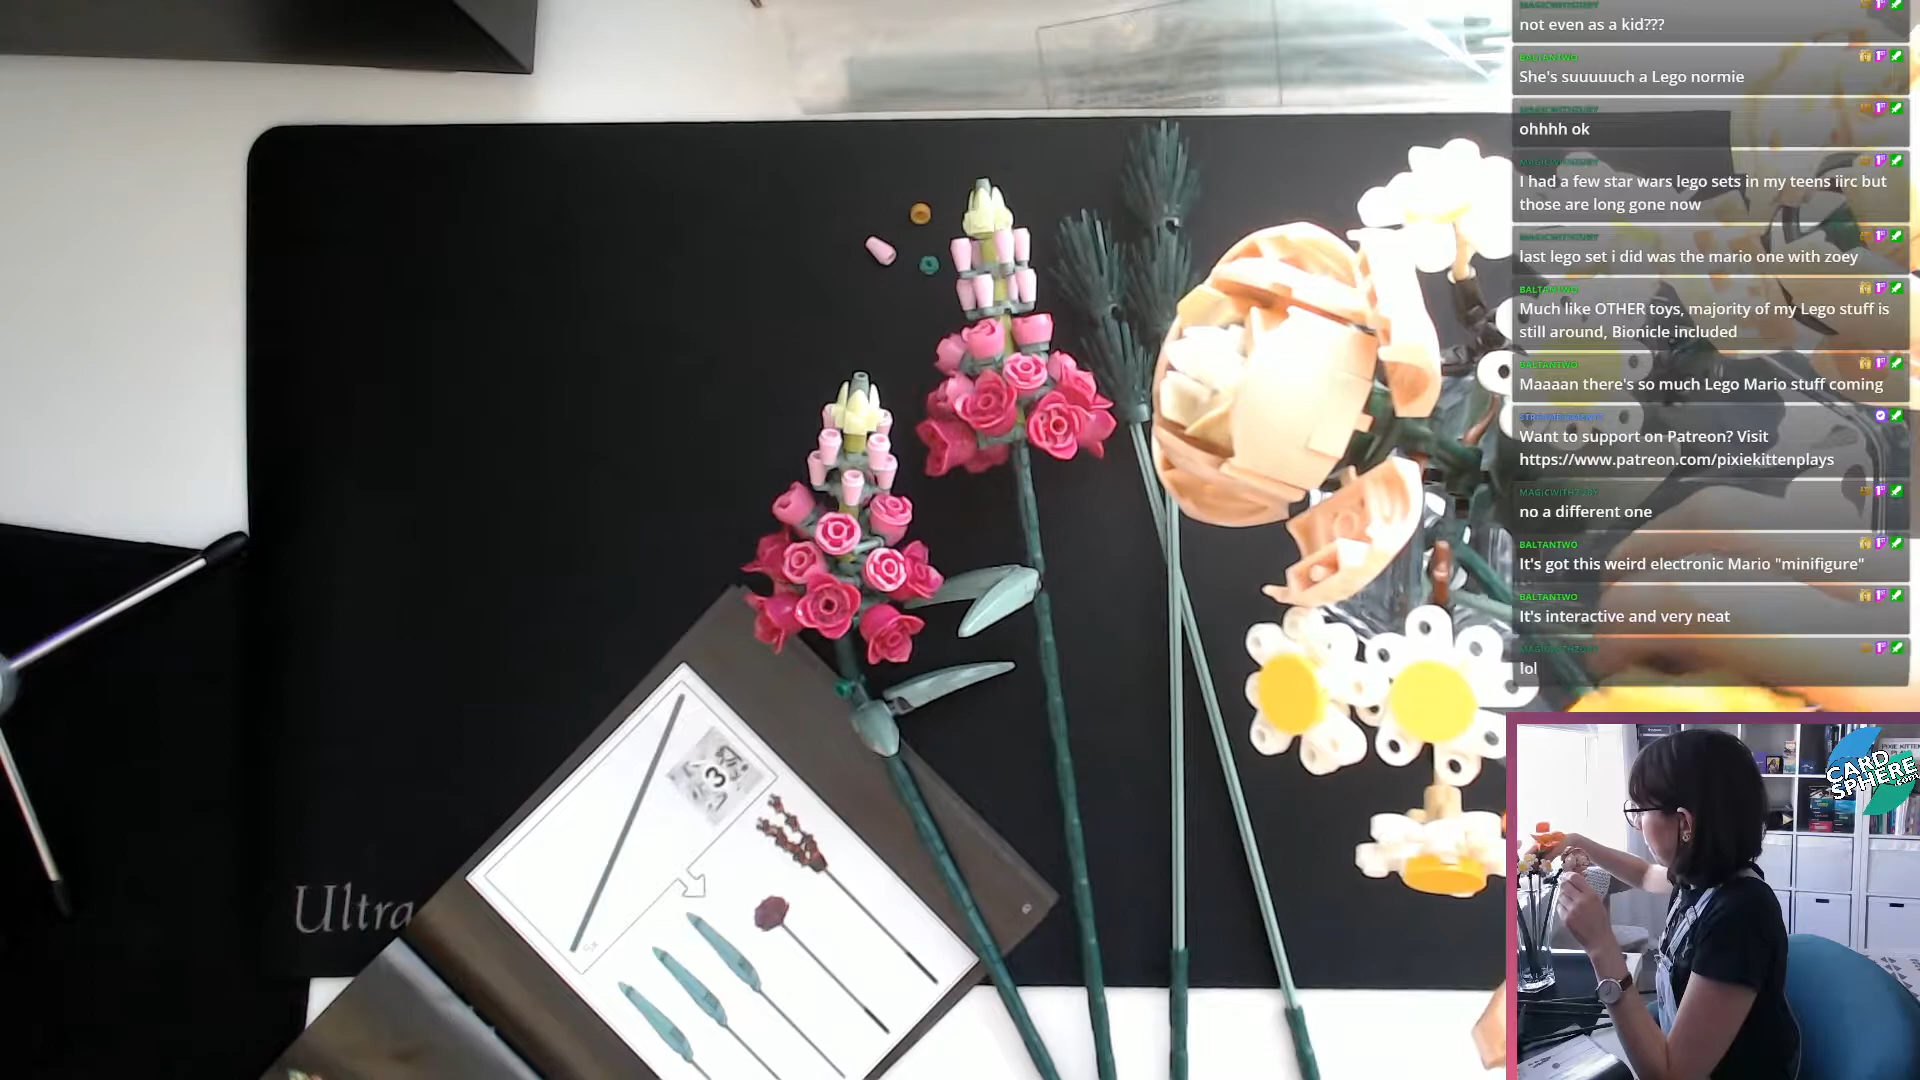 not even as a kid???
BALTANTWO
She's suuuuuch a Lego normie
ohhhh ok
I had a few star wars lego sets in my teens iirc but
those are long gone now
last lego set i did was the mario one with zoey
BALTANTWO
Much like OTHER toys, majority of my Lego stuff is
still around, Bionicle included
BALTANTWO
Maaaan there's so much Lego Mario stuff coming
Want to support on Patreon? Visit
https://www.patreon.com/pixiekittenplays
no a different one
BALTANTWO
It's got this weird electronic Mario "minifigure"
BALTANTWO
It's interactive and very neat
lol
Ultra
3
CARD
SPHERE
.com